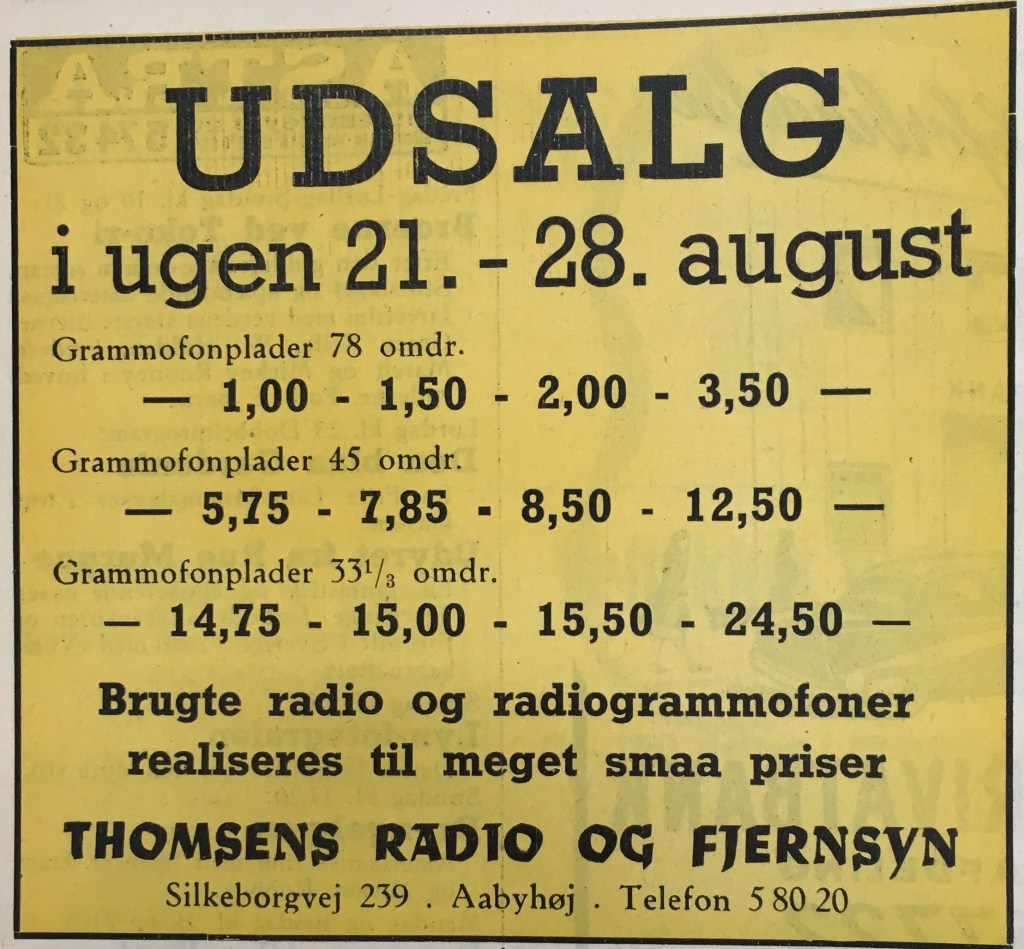 UDSALG
i ugen 21. - 28. august
Grammofonplader 78 omdr.
— 1,00 - 1,50 - 2,00 - 3,50 —
Grammofonplader 45 omdr.
— 5,75 - 7,85 - 8,50 - 12,50 —
Grammofonplader 33¹/₃ omdr.
— 14,75 - 15,00 - 15,50 - 24,50 —
Brugte radio og radiogrammofoner
realiseres til meget smaa priser
THOMSENS RADIO OG FJERNSYN
Silkeborgvej 239 . Aabyhøj . Telefon 5 80 20